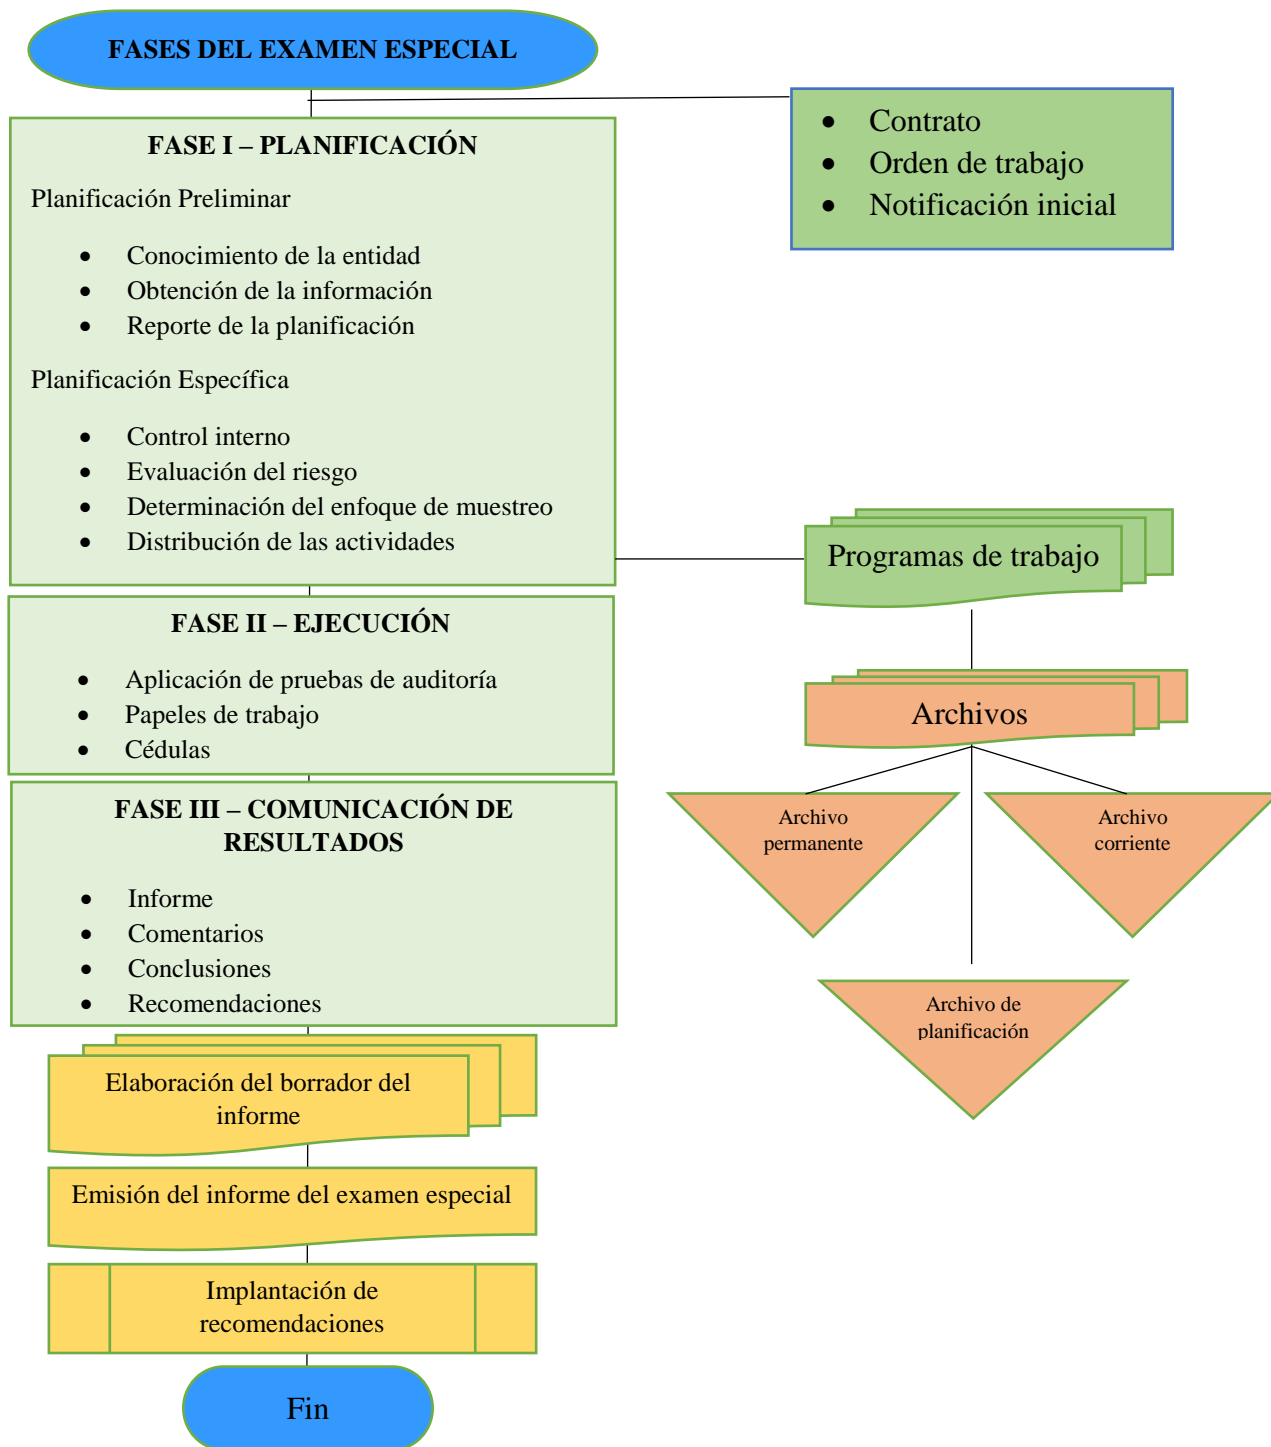 FASES DEL EXAMEN ESPECIAL
• Contrato
• Orden de trabajo
• Notificación inicial
FASE I – PLANIFICACIÓN
Planificación Preliminar
• Conocimiento de la entidad
• Obtención de la información
• Reporte de la planificación
Planificación Específica
• Control interno
• Evaluación del riesgo
• Determinación del enfoque de muestreo
• Distribución de las actividades
Programas de trabajo
FASE II – EJECUCIÓN
• Aplicación de pruebas de auditoría
• Papeles de trabajo
• Cédulas
Archivos
Archivo
permanente
Archivo
corriente
Archivo de
planificación
FASE III – COMUNICACIÓN DE
RESULTADOS
• Informe
• Comentarios
• Conclusiones
• Recomendaciones
Elaboración del borrador del
informe
Emisión del informe del examen especial
Implantación de
recomendaciones
Fin